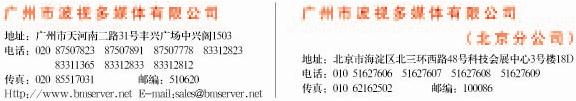 广州市波视多媒体有限公司
地址：广州市天河南二路31号丰兴广场中兴阁1503
电话：020 87507823 87507891 87507778 83312823
83311365 83312833 83312812
传真：020 85517031 邮编：510620
Http://www.bmserver.net E-mail;sales@bmserver.net
广州市波视多媒体有限公司
(北京分公司)
地址：北京市海淀区北三环西路48号科技会展中心3号楼18D
电话：010 51627606 51627607 51627608 51627609
传真：010 62162502 邮编：100086